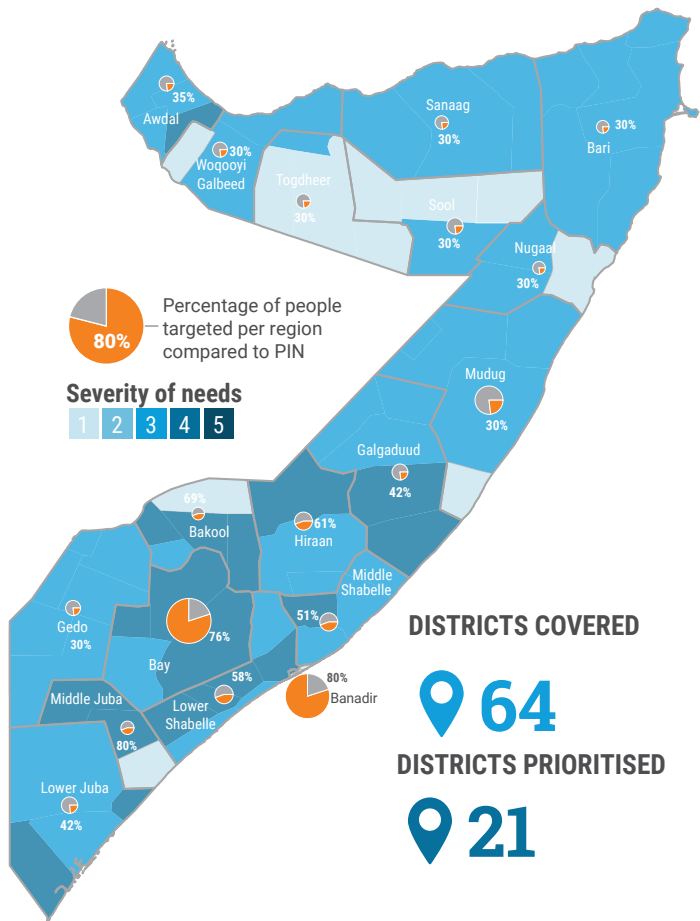 35%
Awdal
30%
Woqooyi
Galbeed
Togdheer
30%
Sanaag
30%
30%
Bari
Sool
30%
Nugaal
30%
80%
Percentage of people
targeted per region
compared to PIN
Severity of needs
1 2 3 4 5
Mudug
30%
Galgaduud
42%
69%
Bakool
61%
Hiraan
Middle
Shabelle
51%
Gedo
30%
76%
Bay
58%
Lower
Shabelle
80%
Banadir
Middle Juba
80%
Lower Juba
42%
DISTRICTS COVERED
64
DISTRICTS PRIORITISED
21